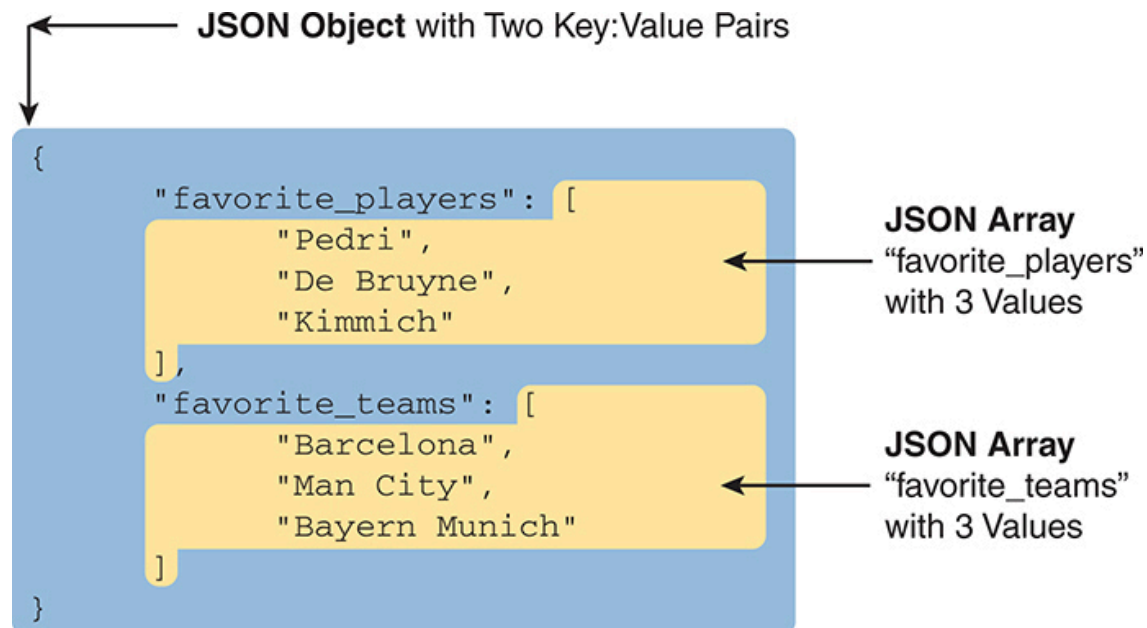 JSON Object with Two Key:Value Pairs
{
"favorite_players": [
"Pedri",
"De Bruyne",
"Kimmich"
],
"favorite_teams": [
"Barcelona",
"Man City",
"Bayern Munich"
]
}
JSON Array
“favorite_players”
with 3 Values
JSON Array
“favorite_teams”
with 3 Values